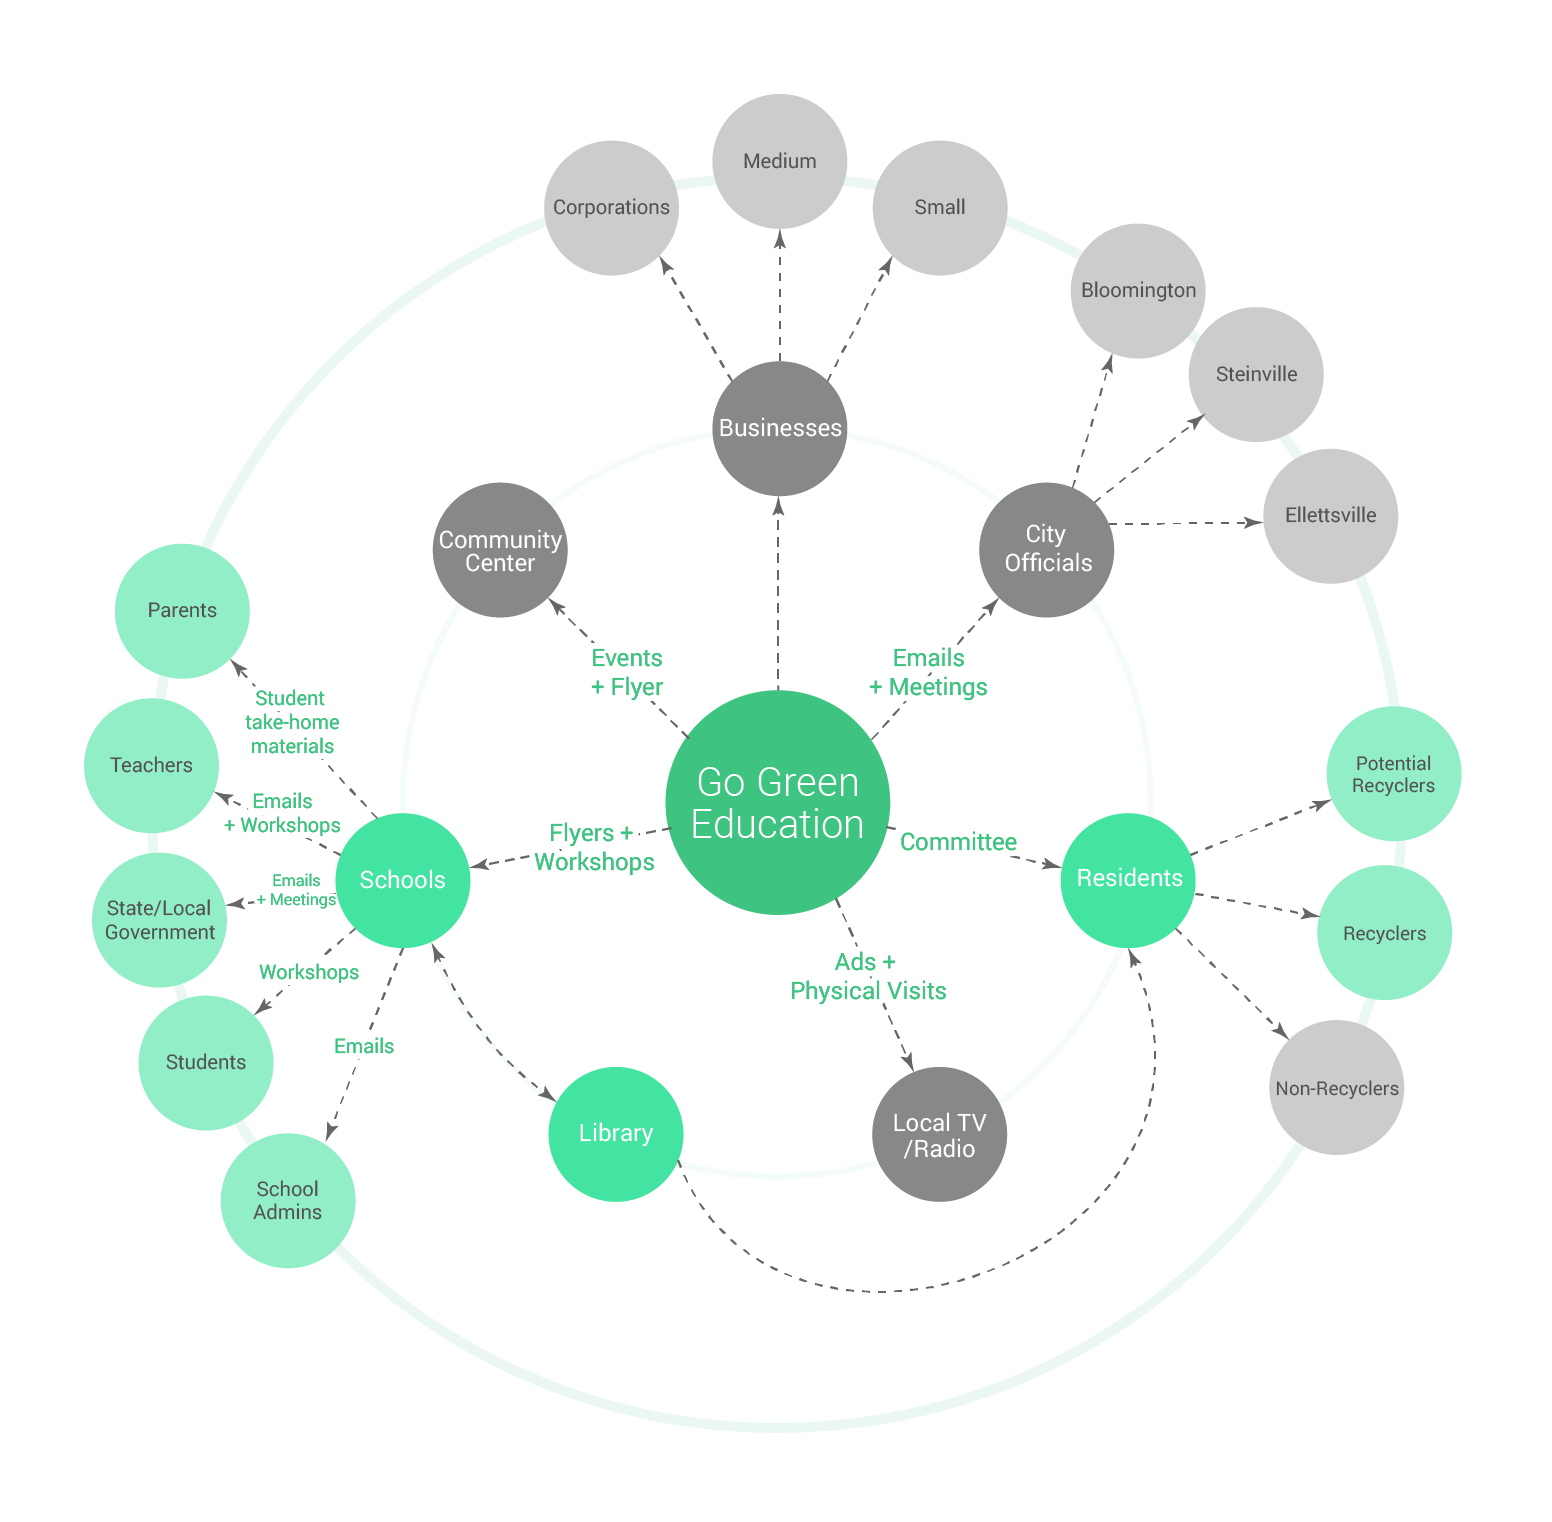 Medium
Corporations
Small
Bloomington
Steinville
Ellettsville
Businesses
Community
Center
City
Officials
Parents
Events
+ Flyer
Emails
+ Meetings
Student
take-home
materials
Teachers
Go Green
Education
Potential
Recyclers
Emails
+ Workshops
Flyers +
Workshops
Committee
Schools
Residents
Emails
+ Meetings
State/Local
Government
Recyclers
Workshops
Ads +
Physical Visits
Students
Emails
Non-Recyclers
Library
Local TV
/Radio
School
Admins